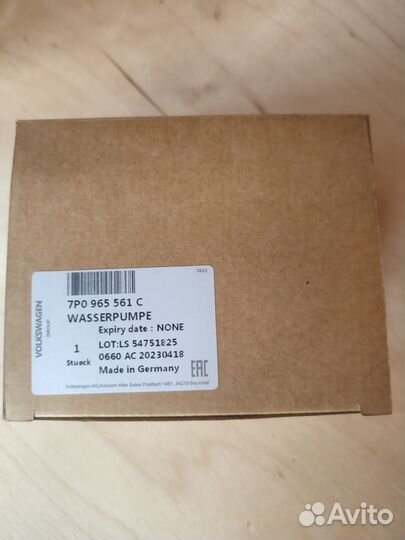 3023
7P0 965 561 C
WASSERPUMPE
Expiry date : NONE
LOT:LS 54751825
0660 AC 20230418
Made in Germany
1
Stueck
VOLKSWAGEN
GROUP
EAC
Volkswagen AG,Konzern After Sales,Postfach 1461 ,34219 Baunatal
Avito